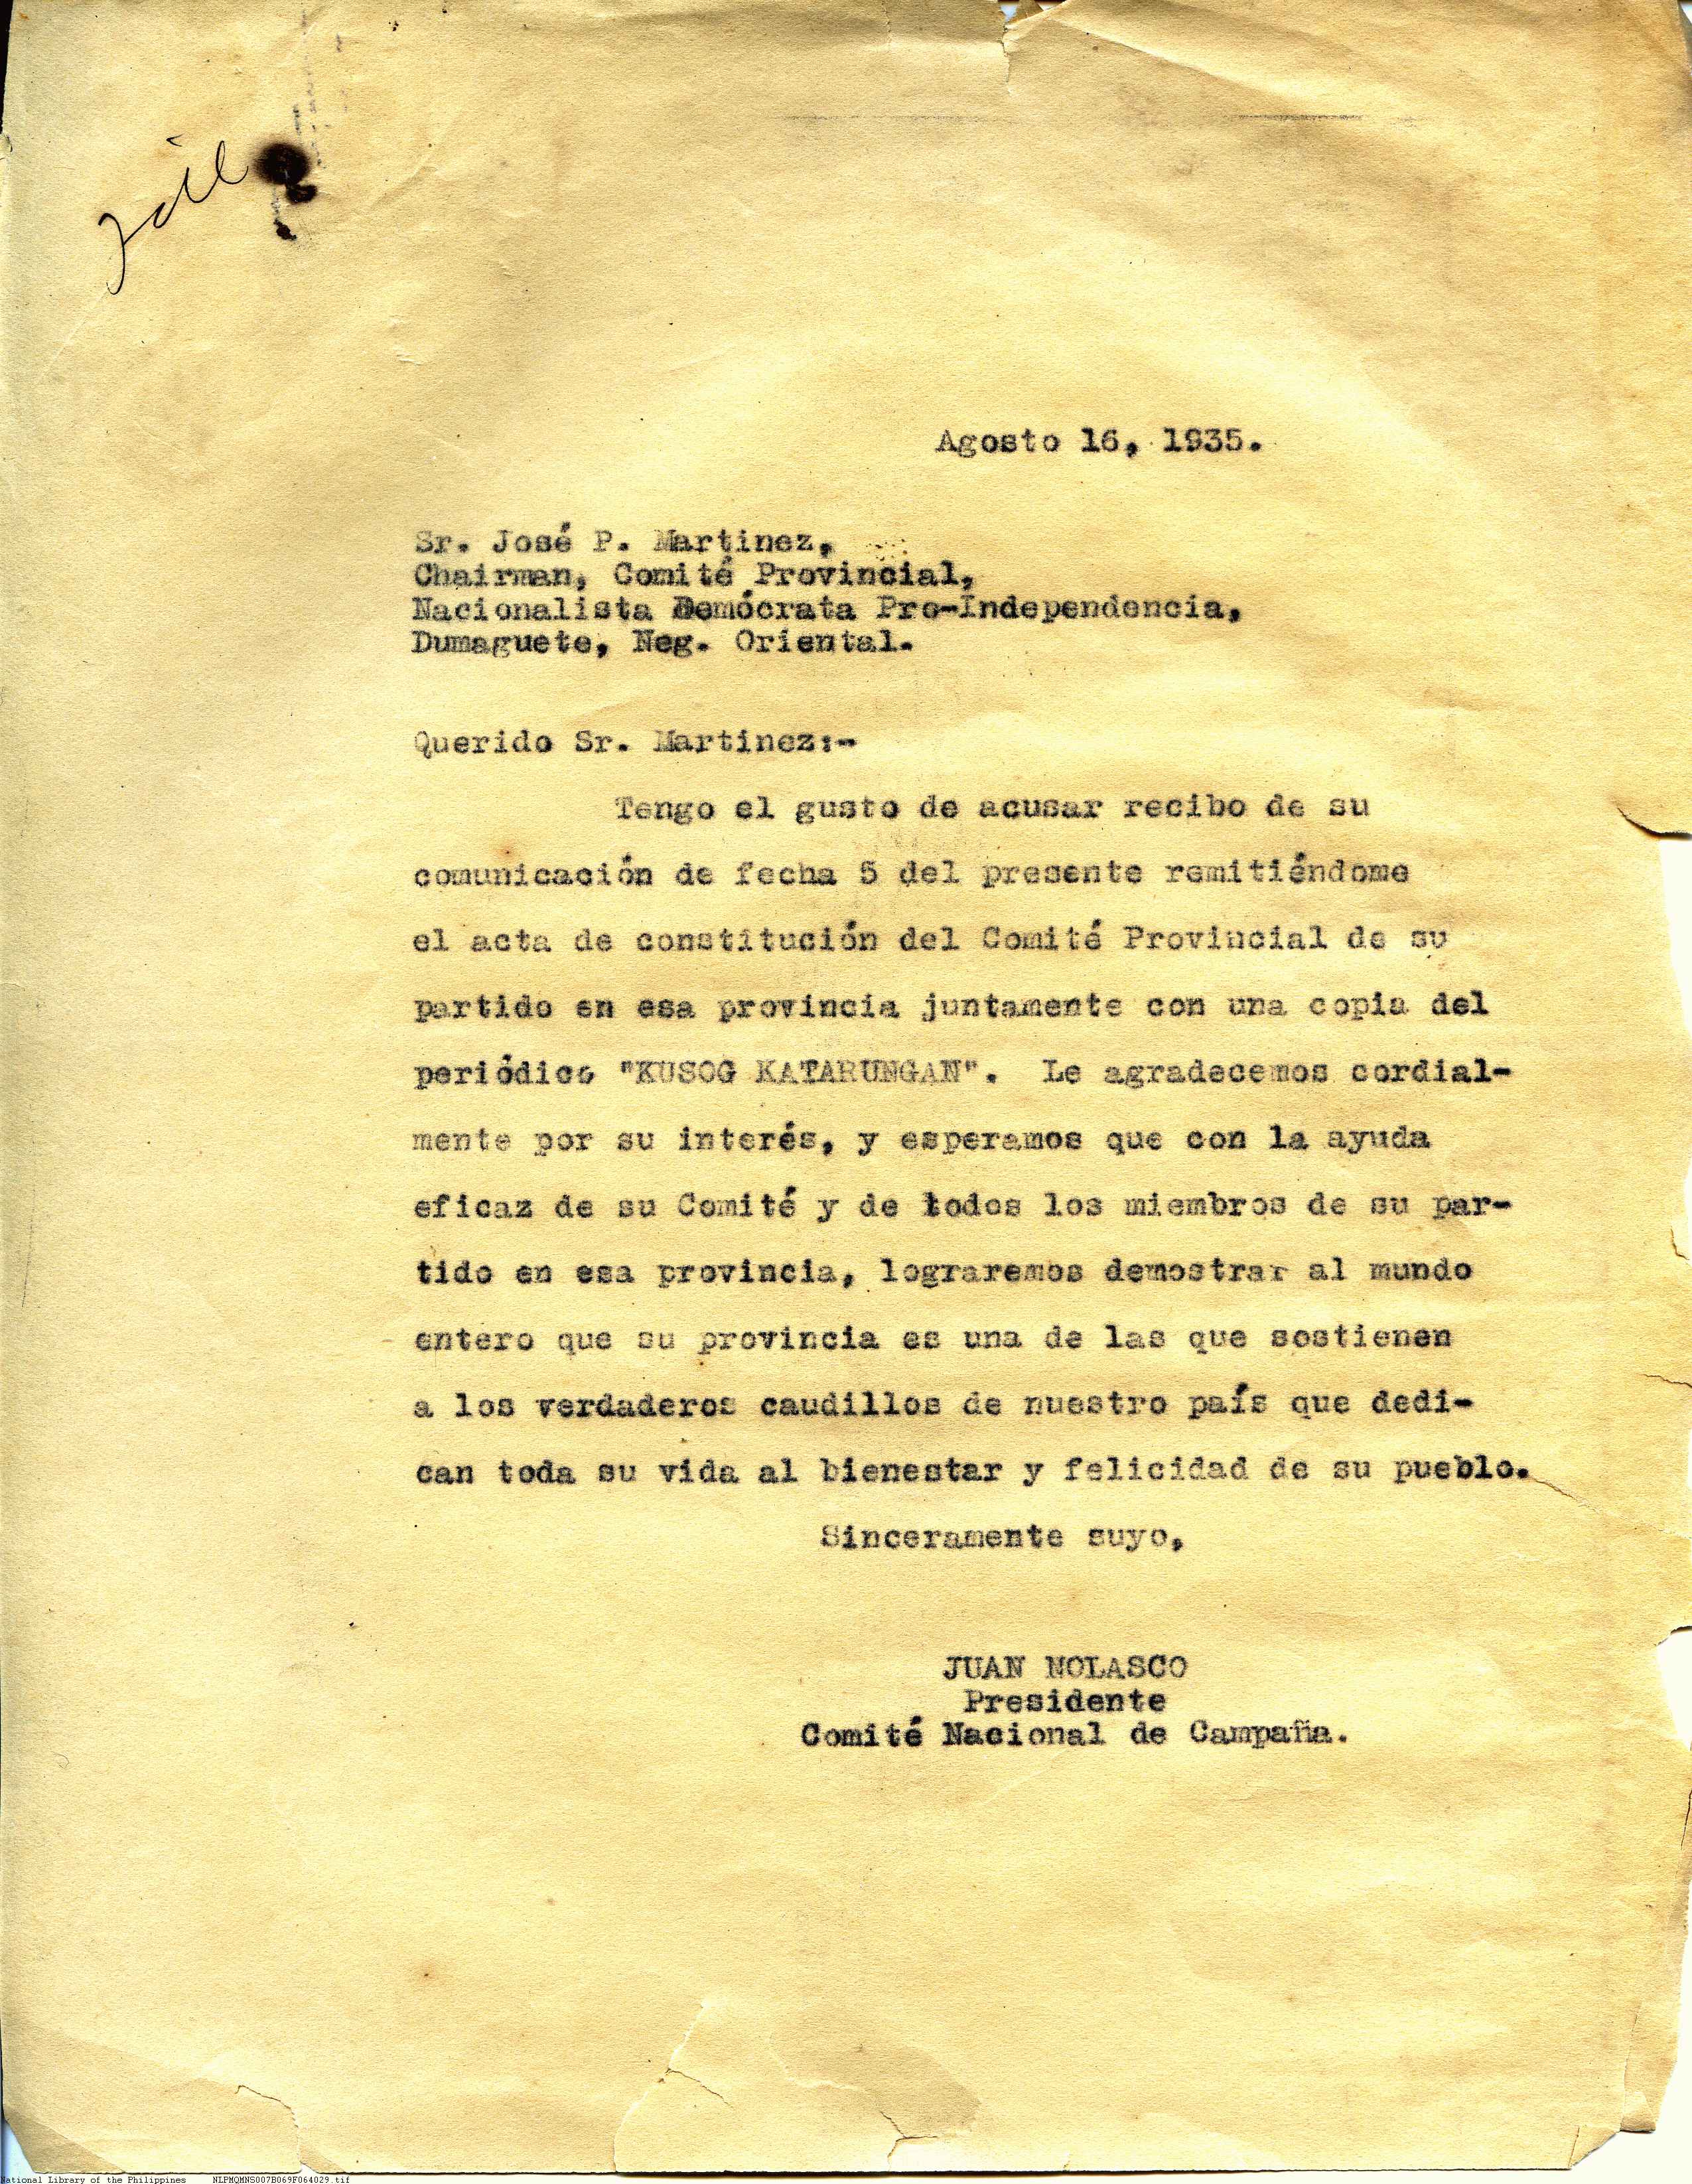 file
Agosto 16, 1935.
Sr. José P. Martinez,
Chairman, Comité Provincial,
Nacionalista Demócrata Pro-Independencia,
Dumaguete, Neg. Oriental.
Querido Sr. Martinez:-
Tengo el gusto de acusar recibo de su
comunicación de fecha 5 del presente remitiéndome
el acta de constitución del Comité Provincial de su
partido en esa provincia juntamente con una copia del
periódico "KUSOG KATARUNGAN". Le agradecemos cordial-
mente por su interés, y esperamos que con la ayuda
eficaz de su Comité y de todos los miembros de su par-
tido en esa provincia, lograremos demostrar al mundo
entero que su provincia es una de las que sostienen
a los verdaderos caudillos de nuestro país que dedi-
can toda su vida al bienestar y felicidad de su pueblo.
Sinceramente suyo,
JUAN NOLASCO
Presidente
Comité Nacional de Campaña.
National Library of the Philippines NLPMQMNS007B069F064029.tif